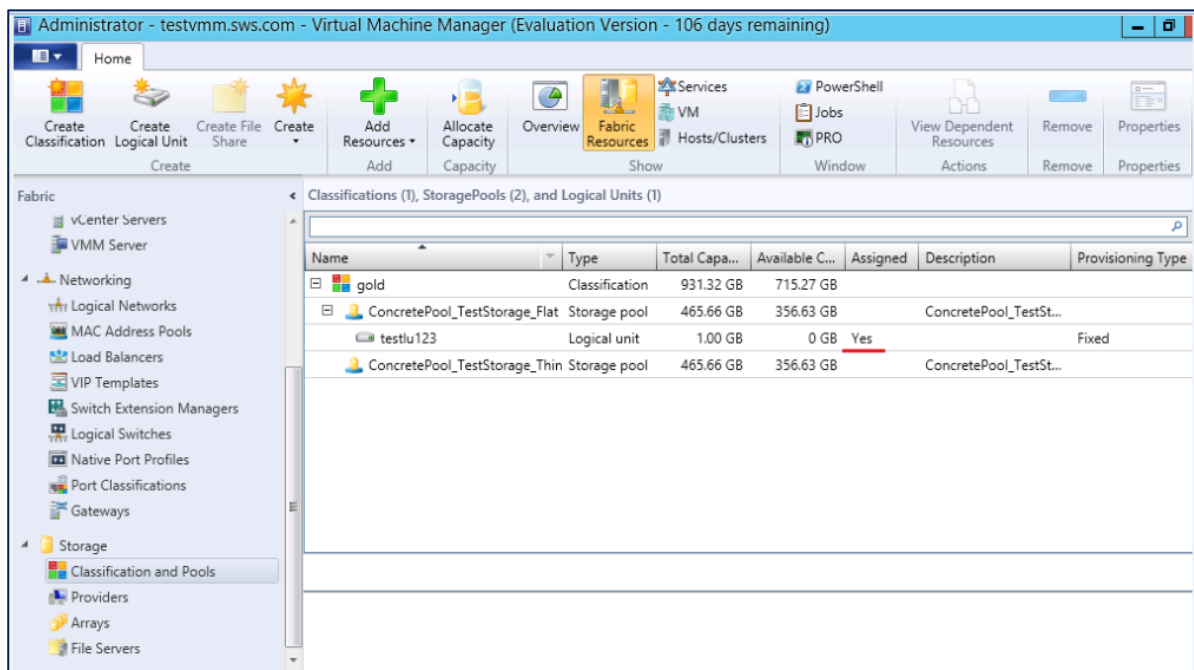 Administrator - testvmm.sws.com - Virtual Machine Manager (Evaluation Version - 106 days remaining)
Home
Create Classification
Create Logical Unit
Create File Share
Create
Add Resources
Allocate Capacity
Overview
Fabric Resources
Services
VM
Hosts/Clusters
PowerShell
Jobs
PRO
View Dependent Resources
Remove
Properties
Create
Add
Capacity
Show
Window
Actions
Remove
Properties
Fabric
vCenter Servers
VMM Server
Networking
Logical Networks
MAC Address Pools
Load Balancers
VIP Templates
Switch Extension Managers
Logical Switches
Native Port Profiles
Port Classifications
Gateways
Storage
Classification and Pools
Providers
Arrays
File Servers
Classifications (1), StoragePools (2), and Logical Units (1)
Name Type Total Capa... Available C... Assigned Description Provisioning Type
gold Classification 931.32 GB 715.27 GB
ConcretePool_TestStorage_Flat Storage pool 465.66 GB 356.63 GB ConcretePool_TestSt...
testlu123 Logical unit 1.00 GB 0 GB Yes Fixed
ConcretePool_TestStorage_Thin Storage pool 465.66 GB 356.63 GB ConcretePool_TestSt...